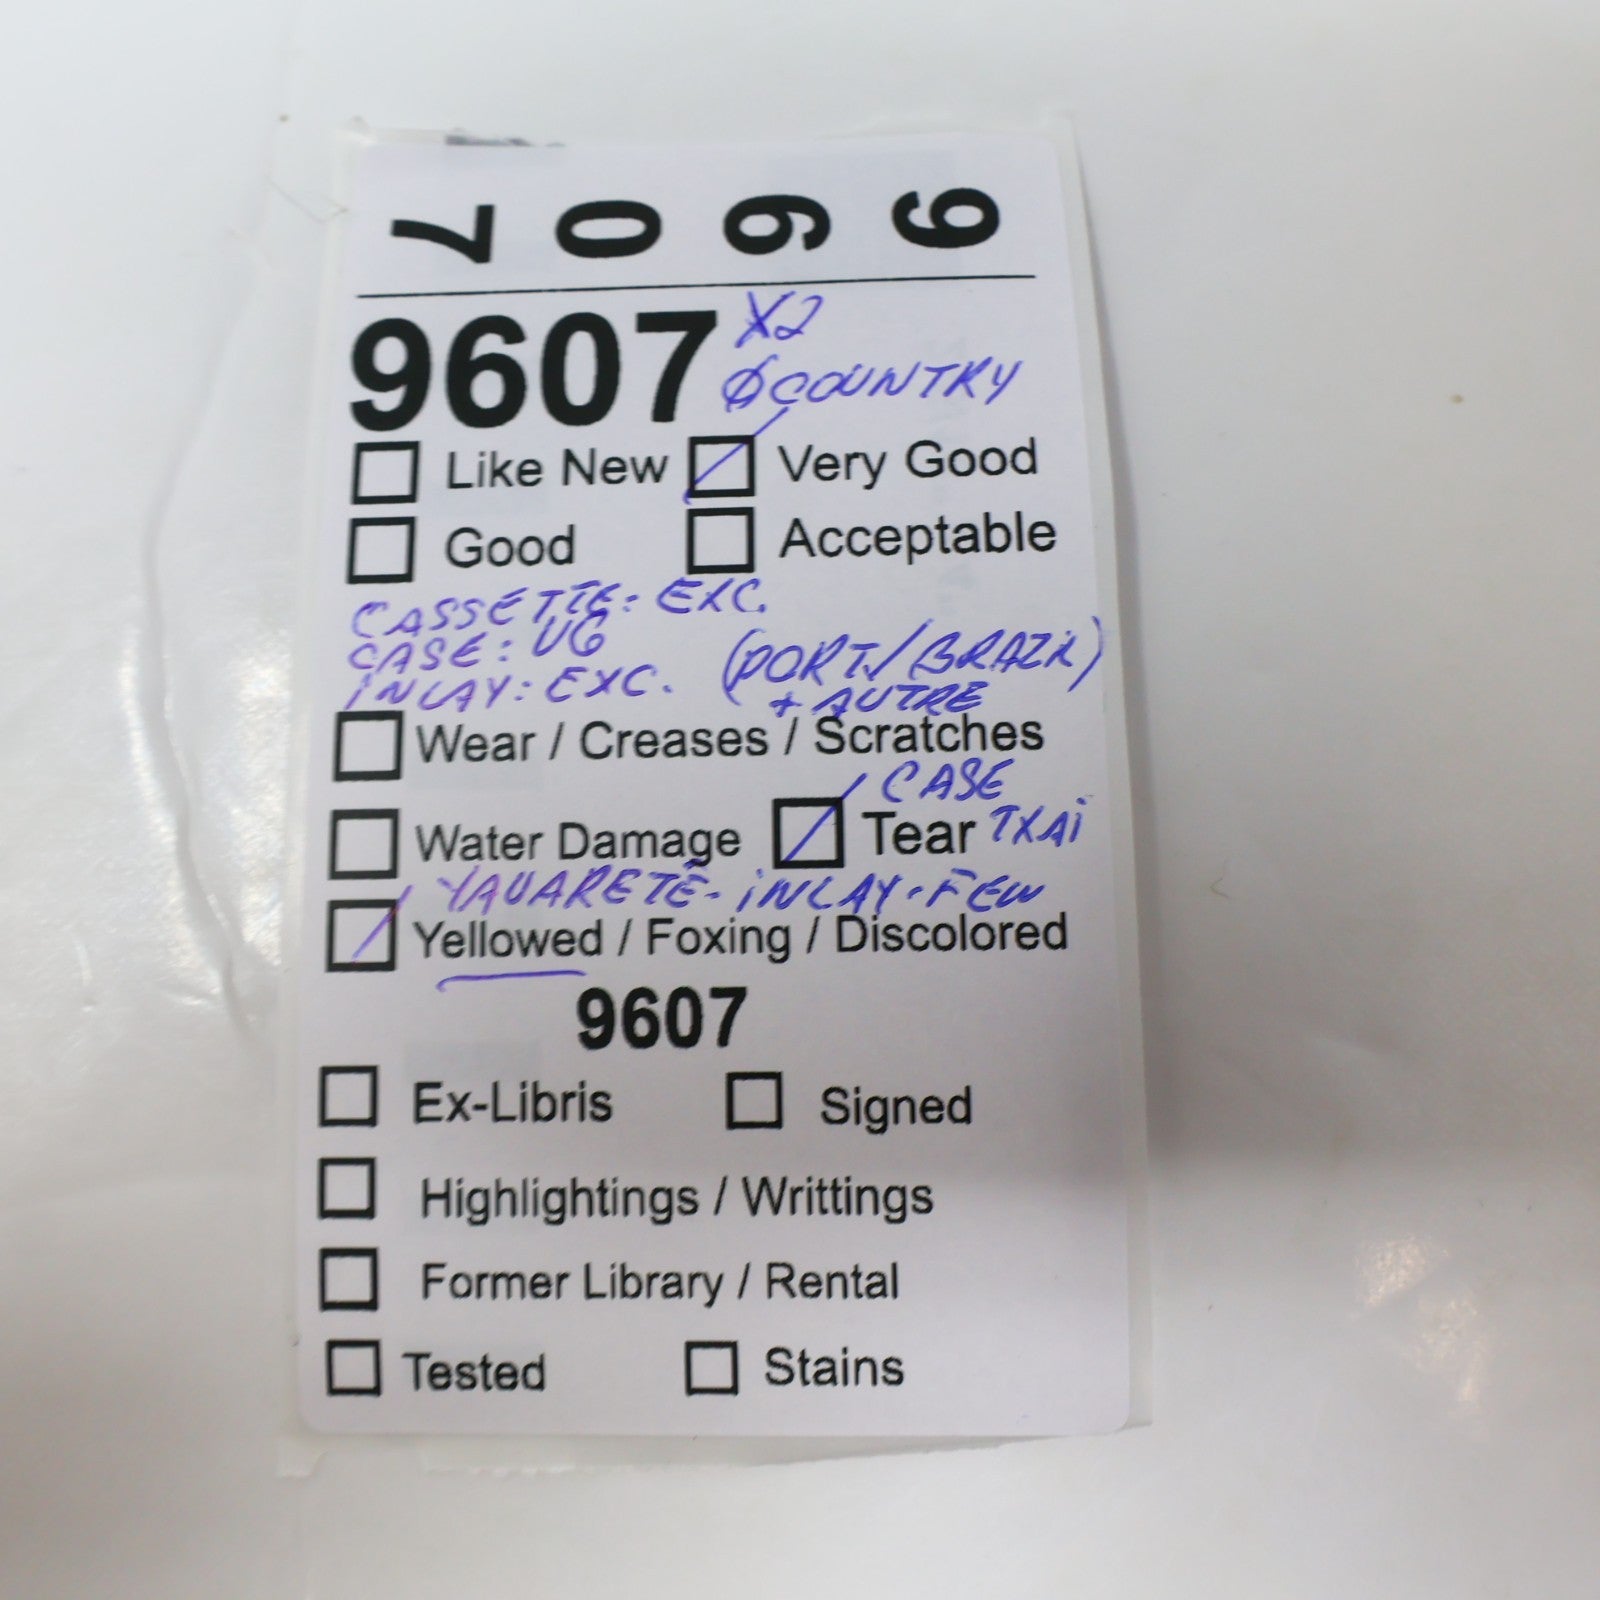 9607
9607 X2
Ø COUNTRY
Like New Very Good
Good Acceptable
CASSETTE: EXC.
CASE: VG
INLAY: EXC. (PORT./BRAZIL)
+ AUTRE
Wear / Creases / Scratches
CASE
Water Damage Tear TXAI
YAUARETÊ - INLAY - FEW
Yellowed / Foxing / Discolored
9607
Ex-Libris Signed
Highlightings / Writtings
Former Library / Rental
Tested Stains